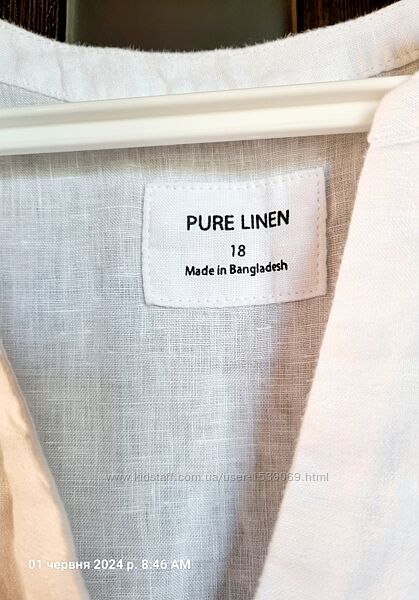 PURE LINEN
18
Made in Bangladesh
www.kidstaff.com.ua/user-1539069.html
01 червня 2024 р. 8:46 AM